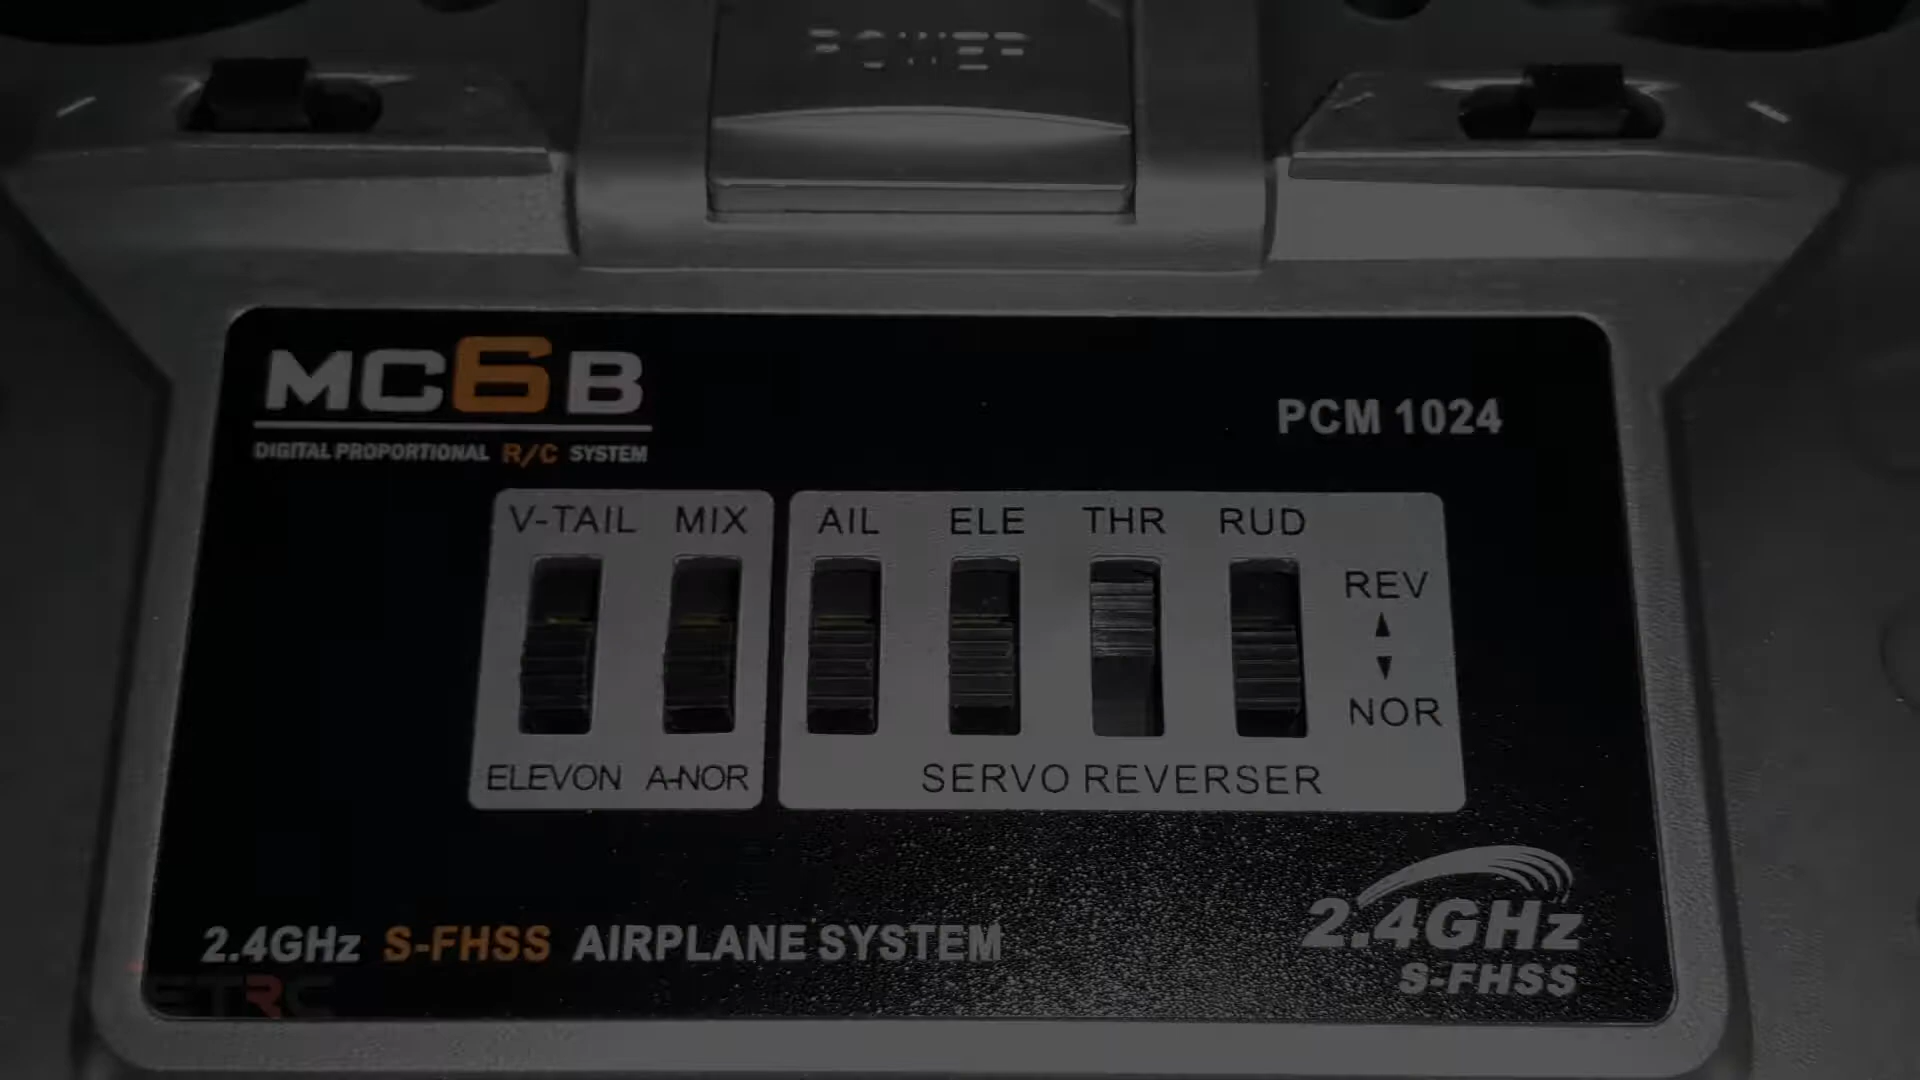 POWER
MC6B
DIGITAL PROPORTIONAL R/C SYSTEM
PCM 1024
V-TAIL MIX AIL ELE THR RUD
REV
▲
▼
NOR
ELEVON A-NOR SERVO REVERSER
2.4GHz
S-FHSS
2.4GHz S-FHSS AIRPLANE SYSTEM